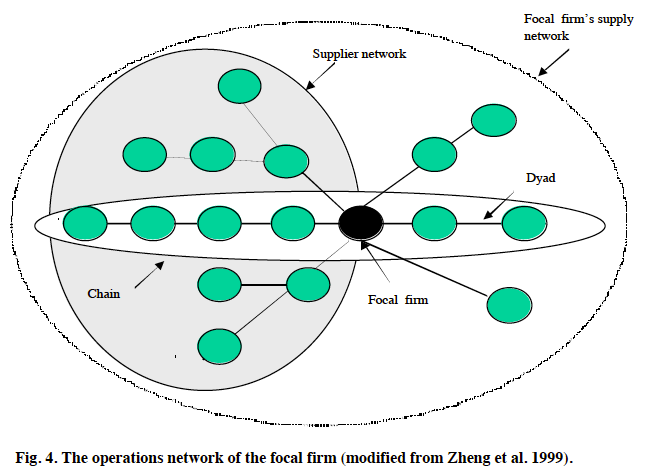 Focal firm's supply
network
Supplier network
Dyad
Chain
Focal firm
Fig. 4. The operations network of the focal firm (modified from Zheng et al. 1999).